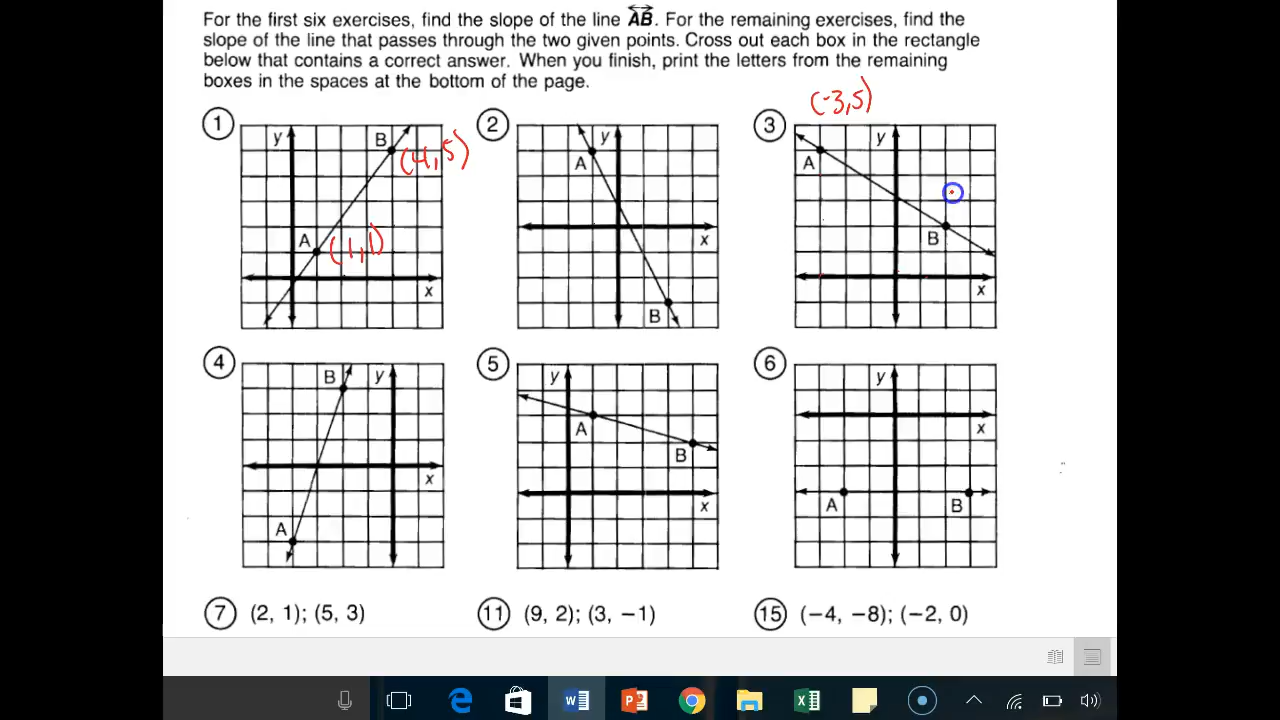 For the first six exercises, find the slope of the line AB. For the remaining exercises, find the
slope of the line that passes through the two given points. Cross out each box in the rectangle
below that contains a correct answer. When you finish, print the letters from the remaining
boxes in the spaces at the bottom of the page.
(-3,5)
1 2 3
y B (4,5) A (1,1) x
y A x B
y A B x
4 5 6
B y x A
y A B x
y x A B
7 (2, 1); (5, 3)
11 (9, 2); (3, −1)
15 (−4, −8); (−2, 0)